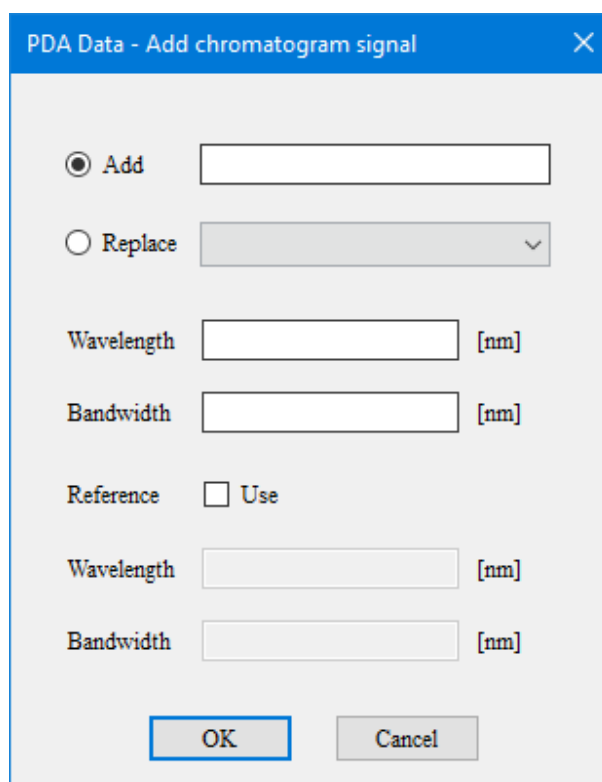 PDA Data - Add chromatogram signal
Add
Replace
Wavelength [nm]
Bandwidth [nm]
Reference Use
Wavelength [nm]
Bandwidth [nm]
OK Cancel